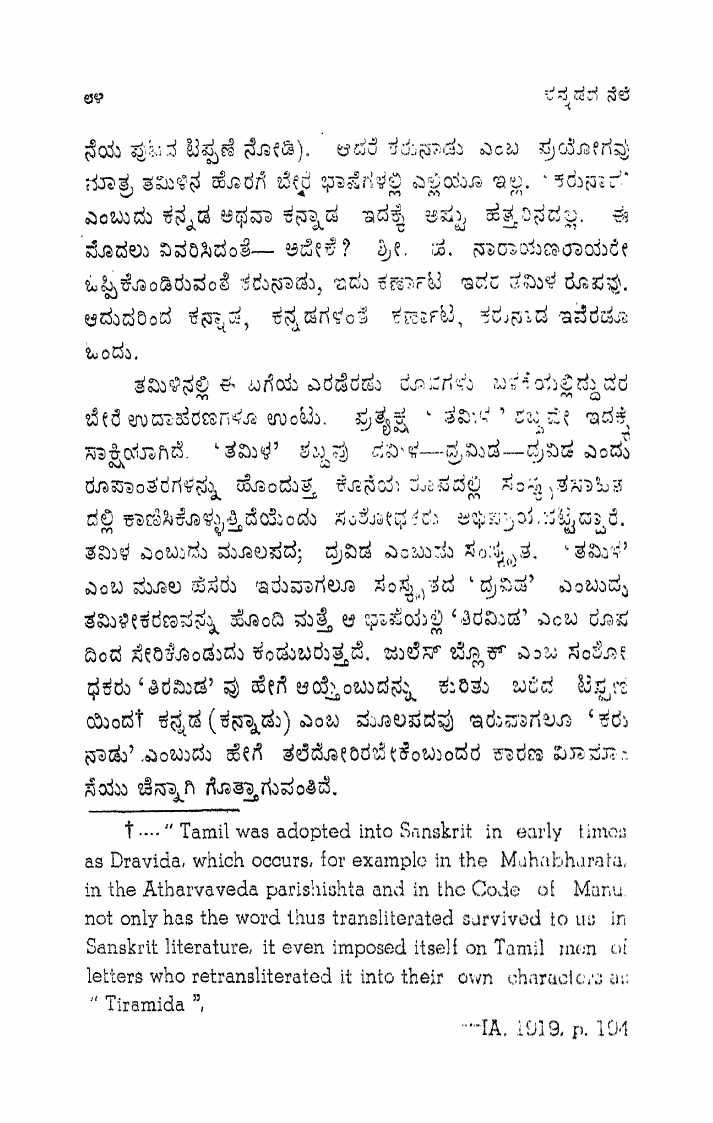 ೮೪ ಕನ್ನಡದ ನೆಲೆ
ನೆಯ ಪುಟದ ಟಿಪ್ಪಣಿ ನೋಡಿ). ಆದರೆ ಕರುನಾಡು ಎಂಬ ಪ್ರಯೋಗವು
ಮಾತ್ರ ತಮಿಳಿನ ಹೊರಗೆ ಬೇರೆ ಭಾಷೆಗಳಲ್ಲಿ ಎಲ್ಲಿಯೂ ಇಲ್ಲ. ‘ಕರುನಾಡ’
ಎಂಬುದು ಕನ್ನಡ ಅಥವಾ ಕನ್ನಾಡ ಇದಕ್ಕೆ ಅಷ್ಟು ಹತ್ತರಿನದಲ್ಲ. ಈ
ಮೊದಲು ವಿವರಿಸಿದಂತೆ— ಅದೇಕೆ? ಶ್ರೀ. ಹ. ನಾರಾಯಣರಾಯರೇ
ಒಪ್ಪಿಕೊಂಡಿರುವಂತೆ ಕರುನಾಡು, ಇದು ಕರ್ಣಾಟ ಇದರ ತಮಿಳ ರೂಪವು.
ಆದುದರಿಂದ ಕನ್ನಾಡ, ಕನ್ನಡಗಳಂತೆ ಕರ್ಣಾಟ, ಕರುನಾಡ ಇವೆರಡೂ
ಒಂದು.
ತಮಿಳಿನಲ್ಲಿ ಈ ಬಗೆಯ ಎರಡೆರಡು ರೂಪಗಳು ಬಳಕೆಯಲ್ಲಿದ್ದುದರ
ಬೇರೆ ಉದಾಹರಣಗಳೂ ಉಂಟು. ಪ್ರತ್ಯಕ್ಷ ‘ ತಮಿಳ ’ ಶಬ್ದವೇ ಇದಕ್ಕೆ
ಸಾಕ್ಷಿಯಾಗಿದೆ. ‘ತಮಿಳ’ ಶಬ್ದವು ದಮಿಳ—ದ್ರಮಿಡ—ದ್ರವಿಡ ಎಂದು
ರೂಪಾಂತರಗಳನ್ನು ಹೊಂದುತ್ತ ಕೊನೆಯ ರೂಪದಲ್ಲಿ ಸಂಸ್ಕೃತಸಾಹಿತ್ಯ
ದಲ್ಲಿ ಕಾಣಿಸಿಕೊಳ್ಳುತ್ತಿದೆಯೆಂದು ಸಂಶೋಧಕರು ಅಭಿಪ್ರಾಯಪಟ್ಟಿದ್ದಾರೆ.
ತಮಿಳ ಎಂಬುದು ಮೂಲಪದ; ದ್ರವಿಡ ಎಂಬುದು ಸಂಸ್ಕೃತ. ‘ತಮಿಳ’
ಎಂಬ ಮೂಲ ಹೆಸರು ಇರುವಾಗಲೂ ಸಂಸ್ಕೃತದ ‘ದ್ರವಿಡ’ ಎಂಬುದು
ತಮಿಳೀಕರಣವನ್ನು ಹೊಂದಿ ಮತ್ತೆ ಆ ಭಾಷೆಯಲ್ಲಿ ‘ತಿರಮಿಡ’ ಎಂಬ ರೂಪ
ದಿಂದ ಸೇರಿಕೊಂಡುದು ಕಂಡುಬರುತ್ತದೆ. ಜುಲೆಸ್ ಬ್ಲೊಕ್ ಎಂಬ ಸಂಶೋ
ಧಕರು ‘ತಿರಮಿಡ’ ವು ಹೇಗೆ ಆಯ್ತೆಂಬುದನ್ನು ಕುರಿತು ಬರೆದ ಟಿಪ್ಪಣಿ
ಯಿಂದ† ಕನ್ನಡ (ಕನ್ನಾಡು) ಎಂಬ ಮೂಲಪದವು ಇರುವಾಗಲೂ ‘ಕರು
ನಾಡು’ ಎಂಬುದು ಹೇಗೆ ತಲೆದೋರಿರಬೇಕೆಂಬುಂದರ ಕಾರಣ ಮೀಮಾಂ
ಸೆಯು ಚೆನ್ನಾಗಿ ಗೊತ್ತಾಗುವಂತಿದೆ.
† .... “ Tamil was adopted into Sanskrit in early times
as Dravida, which occurs, for example in the Mahabharata,
in the Atharvaveda parishishta and in the Code of Manu.
not only has the word thus transliterated survived to us in
Sanskrit literature, it even imposed itself on Tamil men of
letters who retransliterated it into their own characters as
“ Tiramida ”,
—IA. 1919. p. 194